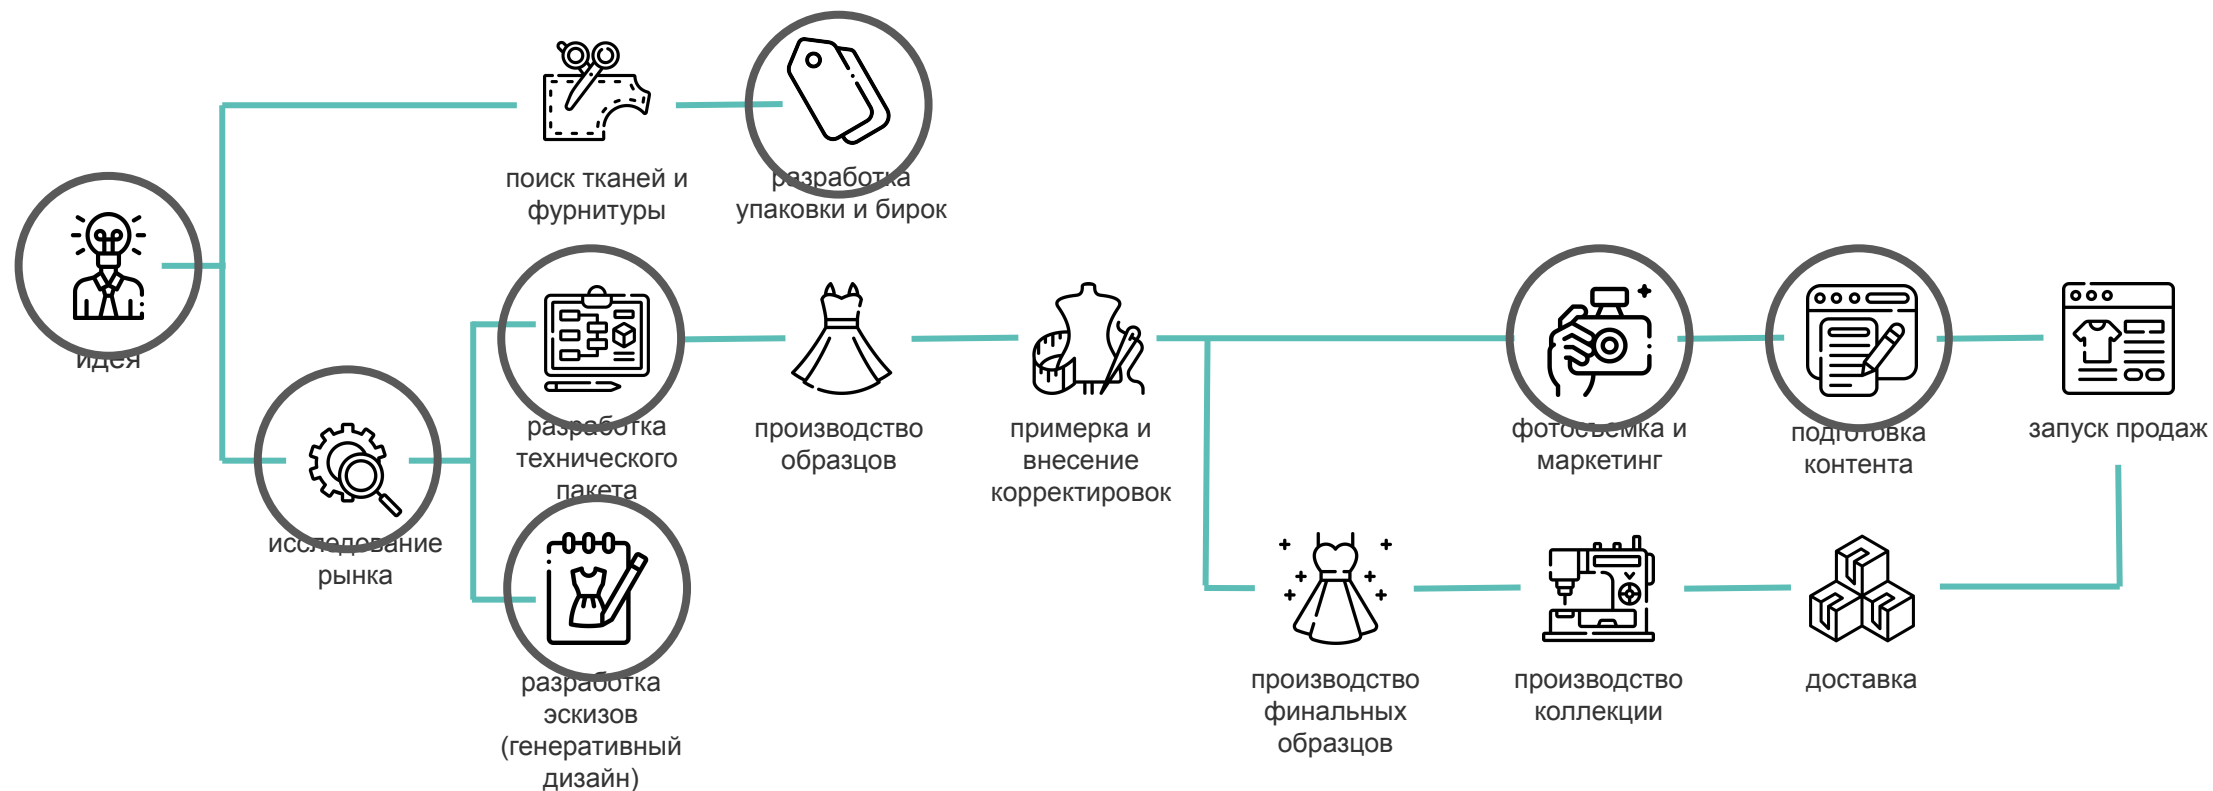 поиск тканей и
фурнитуры
разработка
упаковки и бирок
идея
исследование
рынка
разработка
технического
пакета
производство
образцов
примерка и
внесение
корректировок
фотосъемка и
маркетинг
подготовка
контента
запуск продаж
разработка
эскизов
(генеративный
дизайн)
производство
финальных
образцов
производство
коллекции
доставка